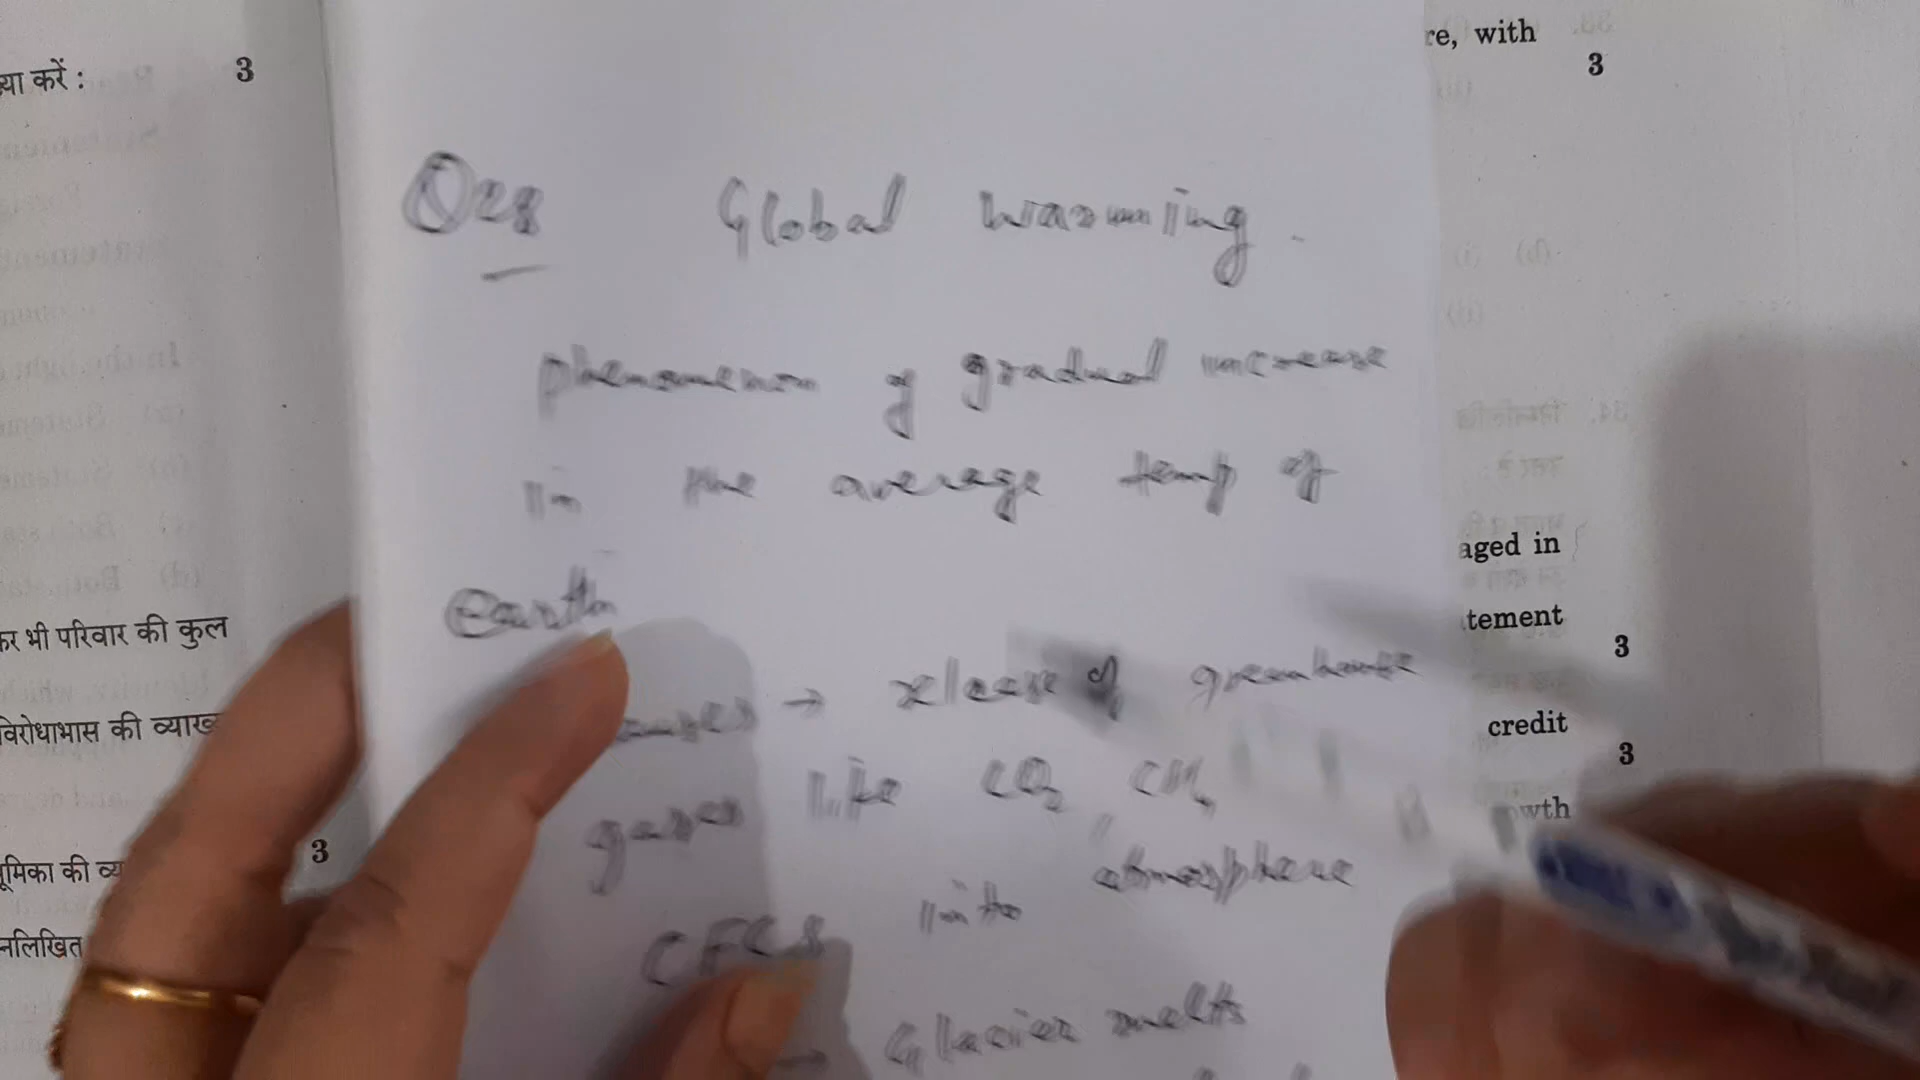 या करें : 3
re, with
3
Q28 Global warming.
phenomenon of gradual increase
in the average temp of
earth
aged in
tement
3
कर भी परिवार की कुल
→ release of greenhouse
विरोधाभास की
credit
3
gases like CO2, CH4
wth
3
CFCs into atmosphere
नलिखित
→ Glacier melts